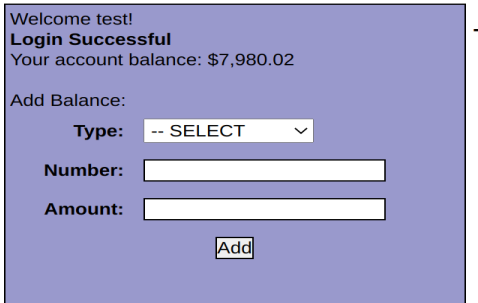 Welcome test!
Login Successful
Your account balance: $7,980.02
Add Balance:
Type: -- SELECT
Number:
Amount:
Add